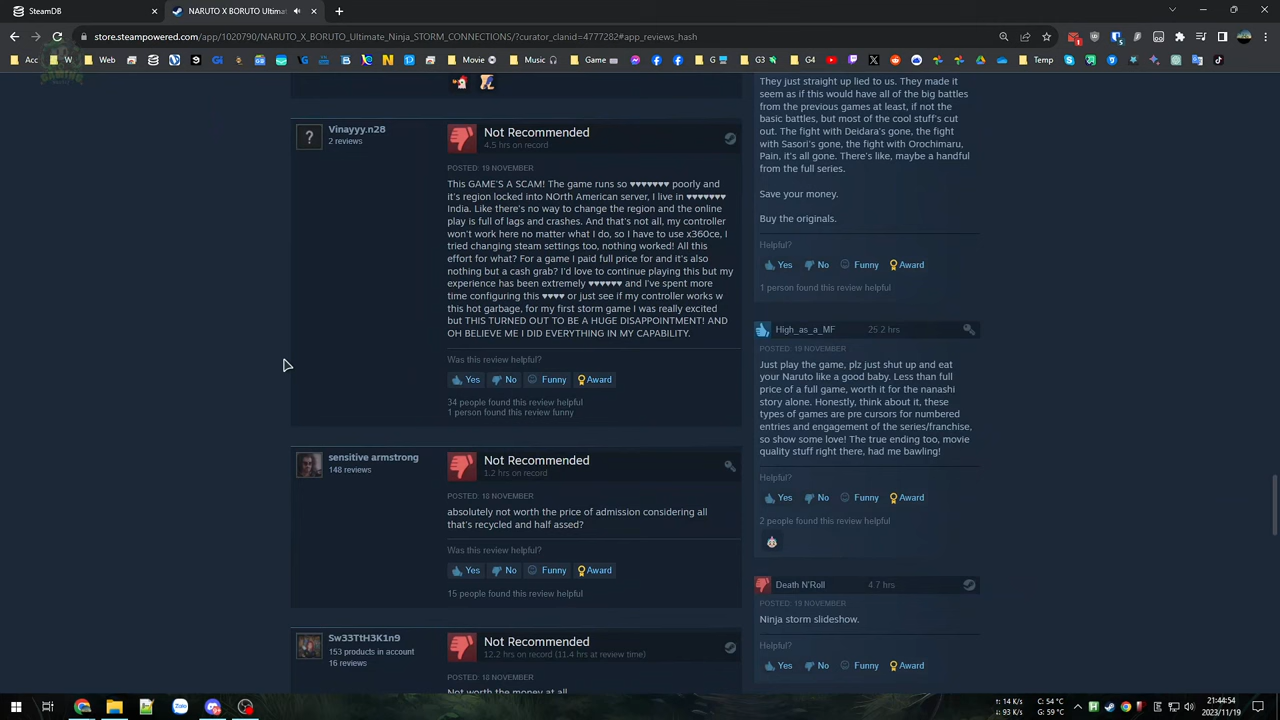 SteamDB
NARUTO X BORUTO Ultimat
store.steampowered.com/app/1020790/NARUTO_X_BORUTO_Ultimate_Ninja_STORM_CONNECTIONS/?curator_clanid=4777282#app_reviews_hash
Movie
Music
Game
G3
G4
Temp
GAMING
Vinayyy.n28
2 reviews
Not Recommended
4.5 hrs on record
POSTED: 19 NOVEMBER
This GAME'S A SCAM! The game runs so ♥♥♥♥♥♥♥ poorly and
it's region locked into NOrth American server, I live in ♥♥♥♥♥♥♥
India. Like there's no way to change the region and the online
play is full of lags and crashes. And that's not all, my controller
won't work here no matter what I do, so I have to use x360ce, I
tried changing steam settings too, nothing worked! All this
effort for what? For a game I paid full price for and it's also
nothing but a cash grab? I'd love to continue playing this but my
experience has been extremely ♥♥♥♥♥♥ and I've spent more
time configuring this ♥♥♥♥ or just see if my controller works w
this hot garbage, for my first storm game I was really excited
but THIS TURNED OUT TO BE A HUGE DISAPPOINTMENT! AND
OH BELIEVE ME I DID EVERYTHING IN MY CAPABILITY.
Was this review helpful?
Yes No Funny Award
34 people found this review helpful
1 person found this review funny
sensitive armstrong
148 reviews
Not Recommended
1.2 hrs on record
POSTED: 18 NOVEMBER
absolutely not worth the price of admission considering all
that's recycled and half assed?
Was this review helpful?
Yes No Funny Award
15 people found this review helpful
Sw33TtH3K1n9
153 products in account
16 reviews
Not Recommended
12.2 hrs on record (11.4 hrs at review time)
POSTED: 18 NOVEMBER
Not worth the money at all
They just straight up lied to us. They made it
seem as if this would have all of the big battles
from the previous games at least, if not the
basic battles, but most of the cool stuff's cut
out. The fight with Deidara's gone, the fight
with Sasori's gone, the fight with Orochimaru,
Pain, it's all gone. There's like, maybe a handful
from the full series.
Save your money.
Buy the originals.
Helpful?
Yes No Funny Award
1 person found this review helpful
High_as_a_MF 25.2 hrs
POSTED: 19 NOVEMBER
Just play the game, plz just shut up and eat
your Naruto like a good baby. Less than full
price of a full game, worth it for the nanashi
story alone. Honestly, think about it, these
types of games are pre cursors for numbered
entries and engagement of the series/franchise,
so show some love! The true ending too, movie
quality stuff right there, had me bawling!
Helpful?
Yes No Funny Award
2 people found this review helpful
Death N'Roll 4.7 hrs
POSTED: 19 NOVEMBER
Ninja storm slideshow.
Helpful?
Yes No Funny Award
↑: 14 K/s
↓: 93 K/s
C: 54 °C
G: 59 °C
21:44:54
2023/11/19